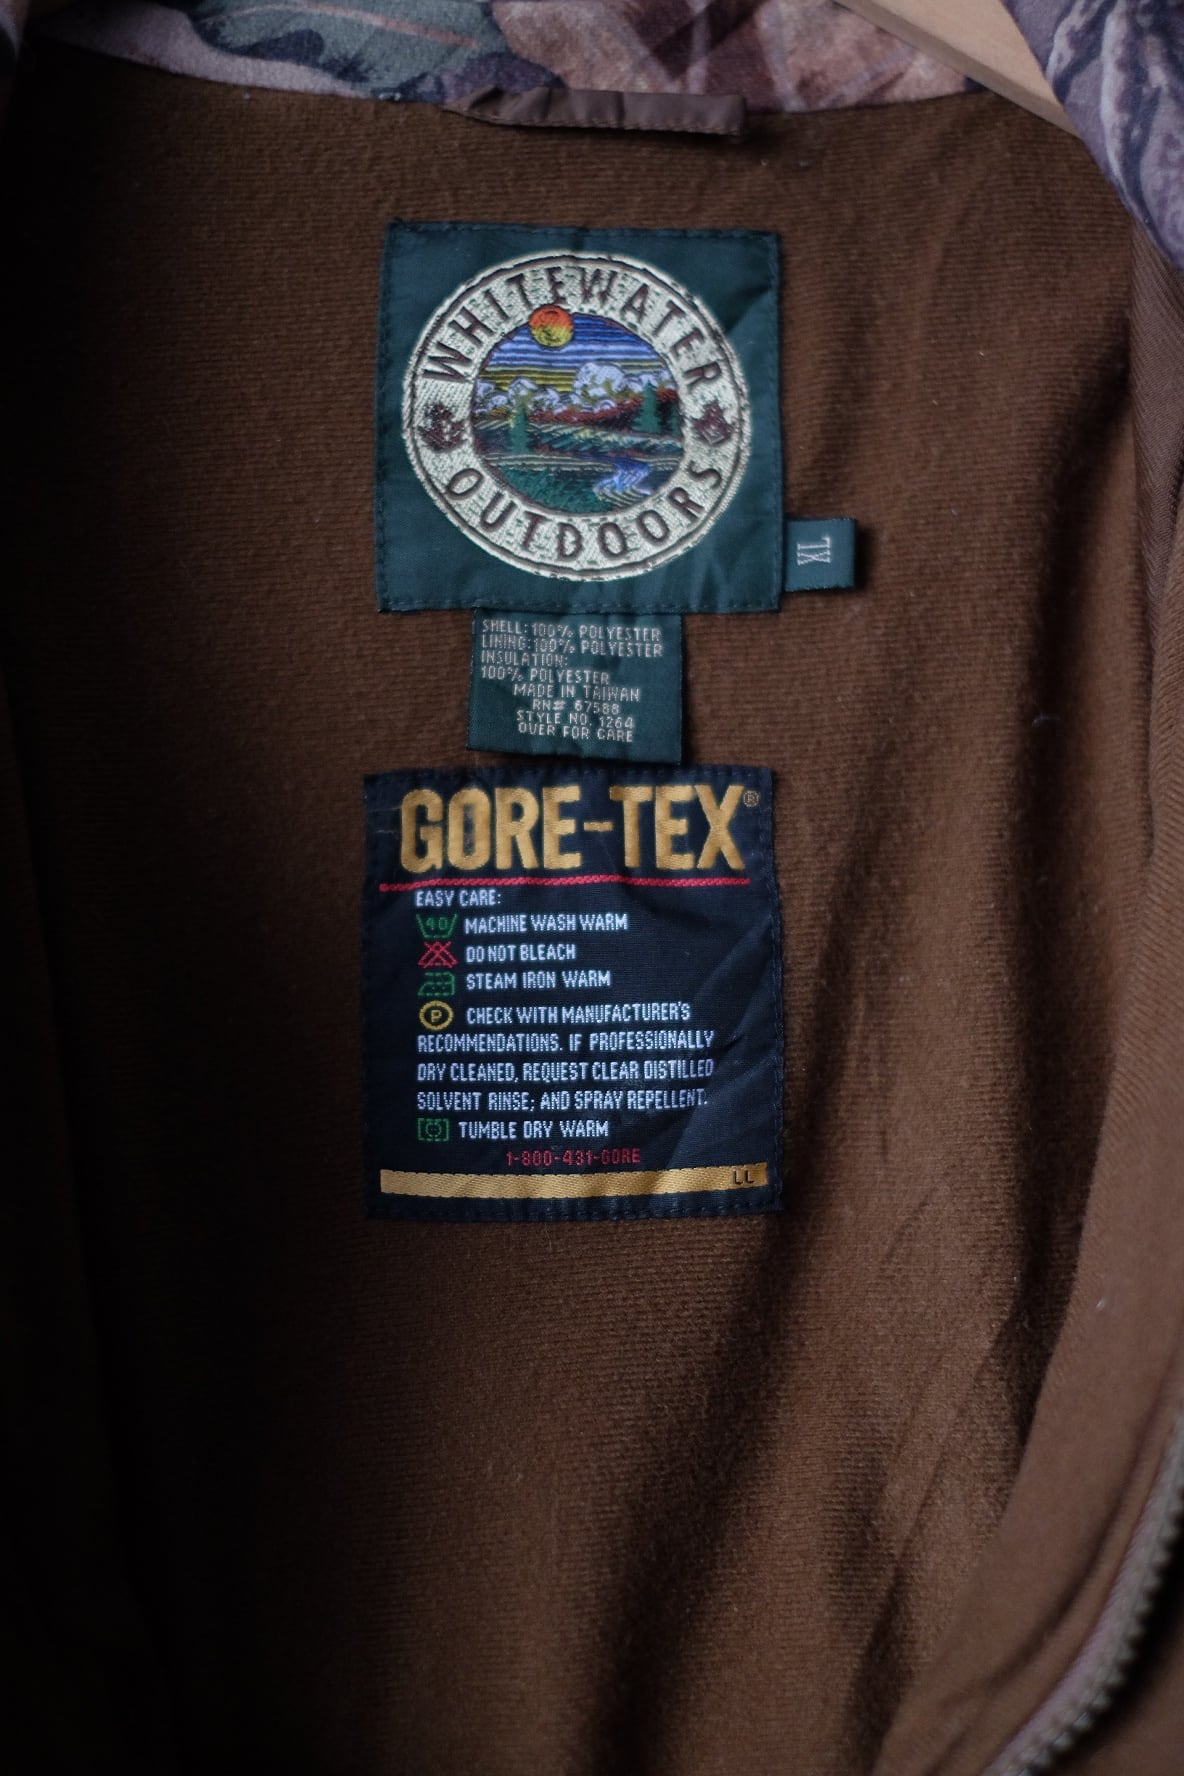 WHITEWATER
OUTDOORS
XL
SHELL: 100% POLYESTER
LINING: 100% POLYESTER
INSULATION:
100% POLYESTER
MADE IN TAIWAN
RN# 67588
STYLE NO. 1264
OVER FOR CARE
GORE-TEX®
EASY CARE:
40 MACHINE WASH WARM
DO NOT BLEACH
STEAM IRON WARM
P CHECK WITH MANUFACTURER'S
RECOMMENDATIONS. IF PROFESSIONALLY
DRY CLEANED, REQUEST CLEAR DISTILLED
SOLVENT RINSE; AND SPRAY REPELLENT.
TUMBLE DRY WARM
1-800-431-GORE
LL